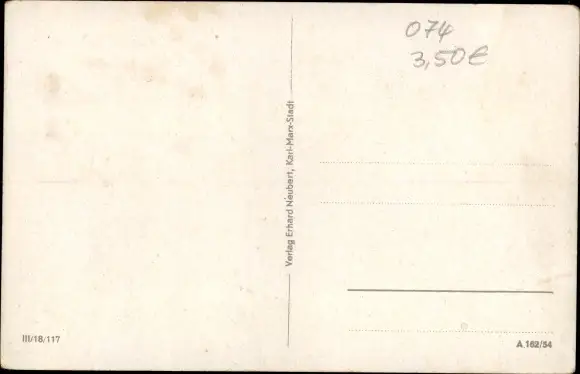 074
3,50€
Verlag Erhard Neubert, Karl-Marx-Stadt
III/18/117
A 162/54